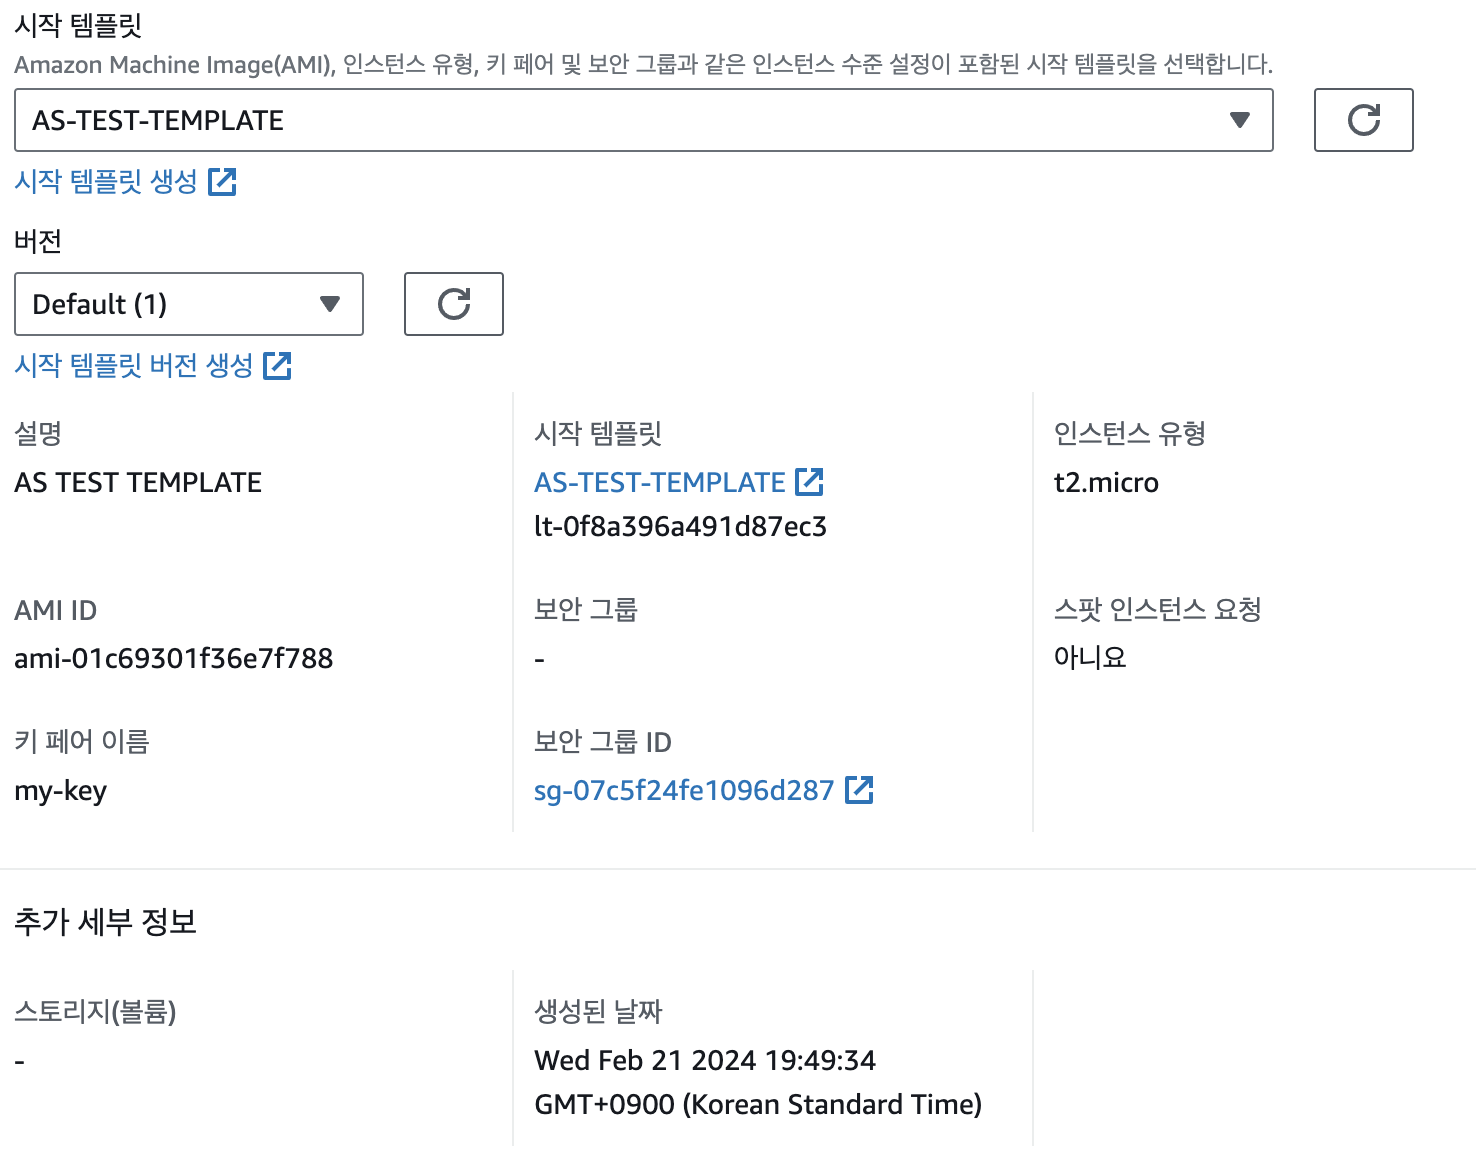 시작 템플릿
Amazon Machine Image(AMI), 인스턴스 유형, 키 페어 및 보안 그룹과 같은 인스턴스 수준 설정이 포함된 시작 템플릿을 선택합니다.
AS-TEST-TEMPLATE
시작 템플릿 생성
버전
Default (1)
시작 템플릿 버전 생성
설명
AS TEST TEMPLATE
시작 템플릿
AS-TEST-TEMPLATE
lt-0f8a396a491d87ec3
인스턴스 유형
t2.micro
AMI ID
ami-01c69301f36e7f788
보안 그룹
-
스팟 인스턴스 요청
아니요
키 페어 이름
my-key
보안 그룹 ID
sg-07c5f24fe1096d287
추가 세부 정보
스토리지(볼륨)
-
생성된 날짜
Wed Feb 21 2024 19:49:34
GMT+0900 (Korean Standard Time)